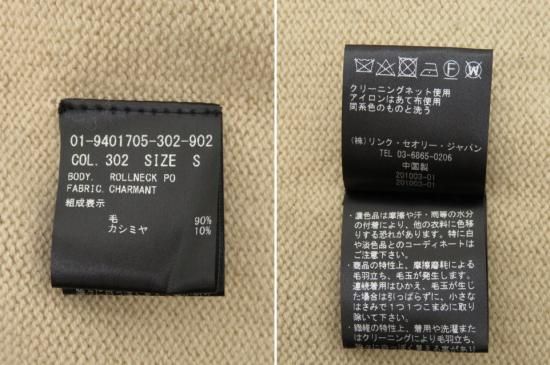 01-9401705-302-902
COL. 302 SIZE S
BODY. ROLLNECK PO
FABRIC. CHARMANT
組成表示
毛 90%
カシミヤ 10%
クリーニングネット使用
アイロンはあて布使用
同系色のものと洗う
(株)リンク・セオリー・ジャパン
TEL 03-6865-0206
中国製
201003-01
201003-01
・濃色品は摩擦や汗・雨等の水分
の付着により、他の衣料に色移
りする恐れがあります。特に白
や淡色品とのコーディネートは
ご注意下さい。
・商品の特性上、摩擦磨耗による
毛羽立ち、毛玉が発生します。
連続着用はひかえ、毛玉が生じ
た場合は引っぱらずに、小さな
はさみで1つ1つこまめに取り
除いて下さい。
・繊維の特性上、着用や洗濯また
はクリーニングにより毛羽立ち、